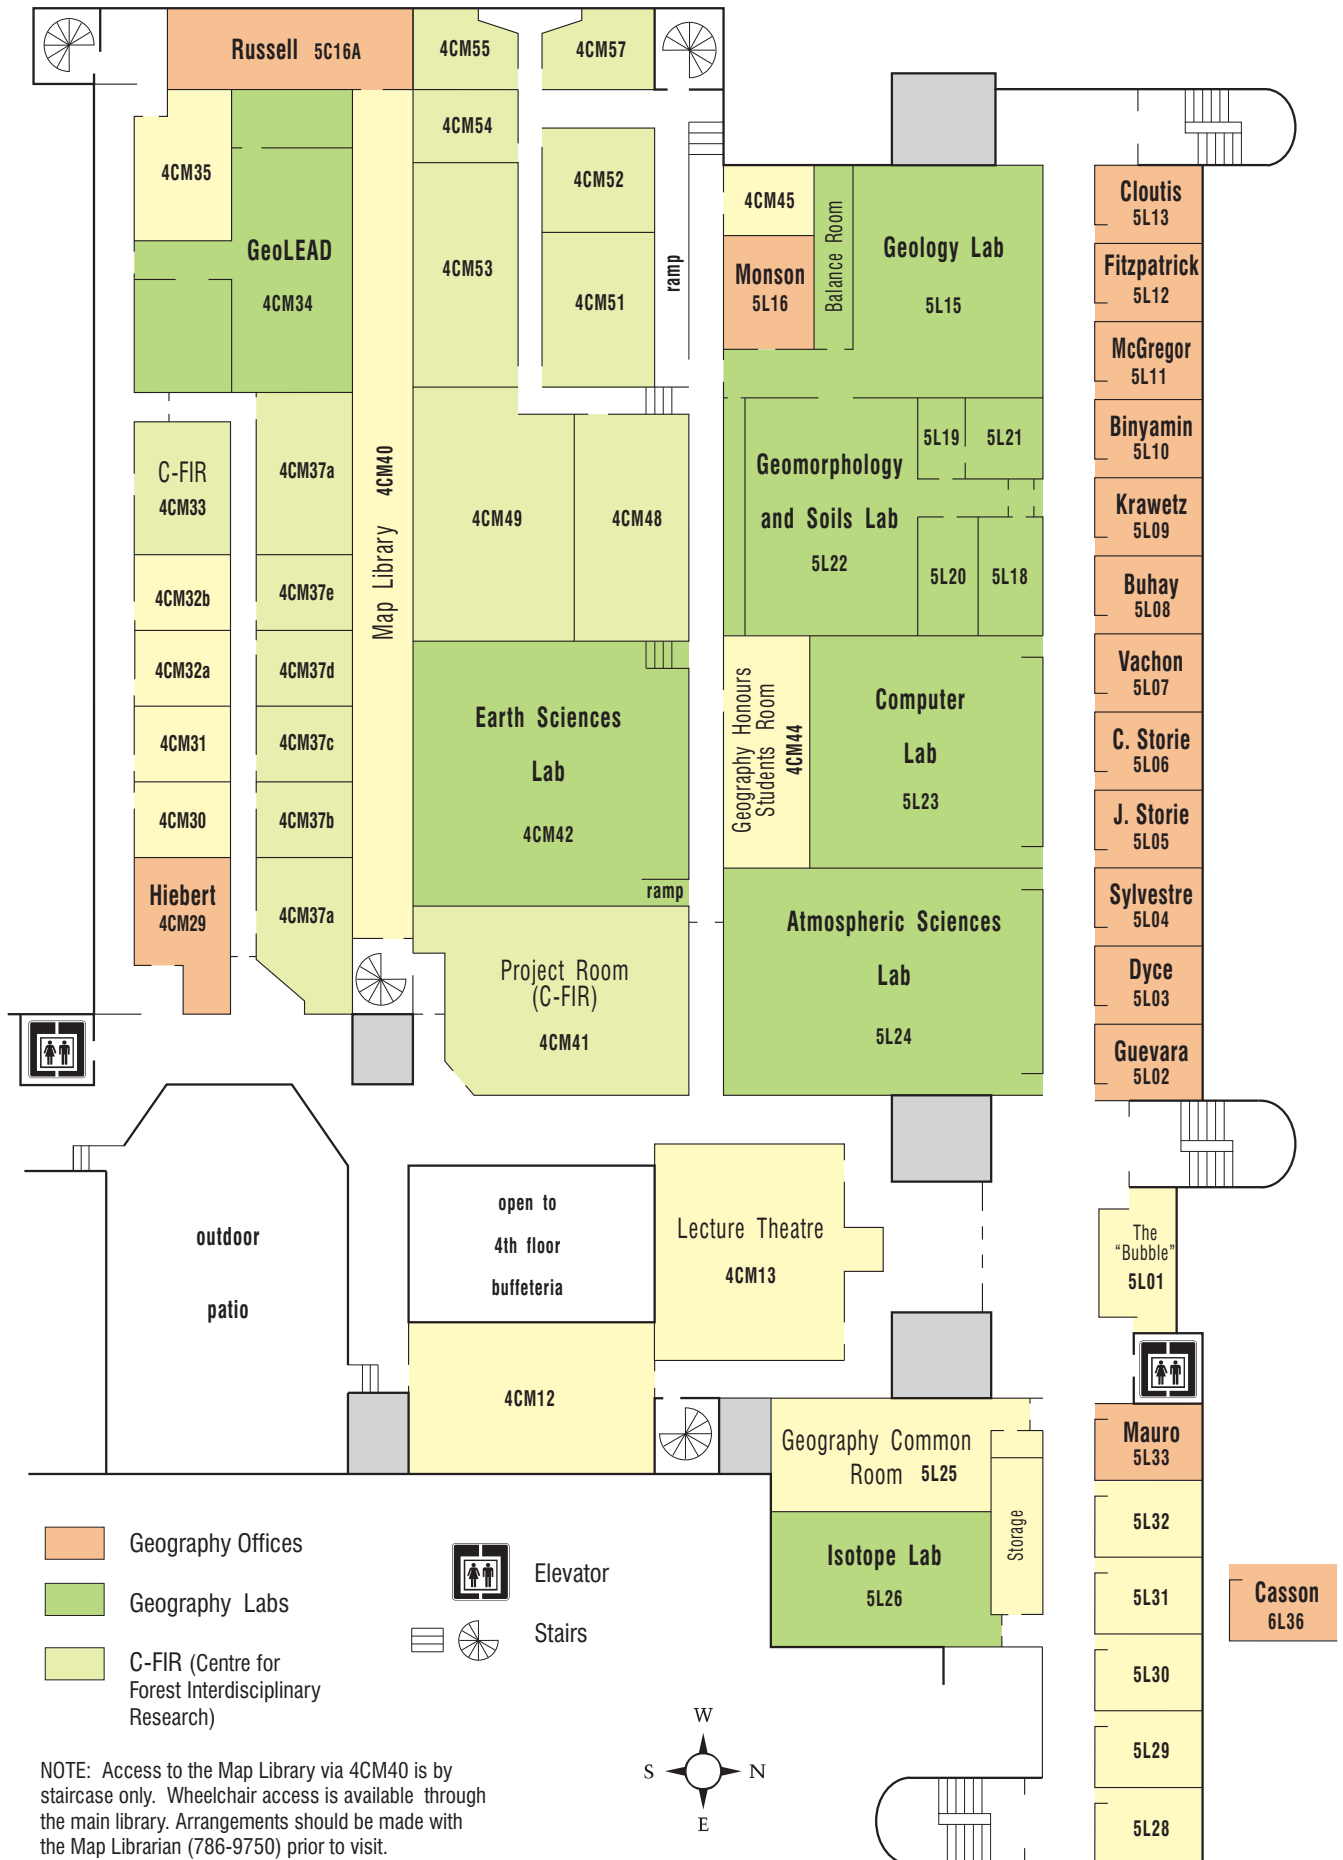 Russell 5C16A
4CM55
4CM57
4CM54
4CM52
4CM35
4CM53
4CM51
GeoLEAD
4CM34
ramp
4CM45
Monson
5L16
Balance Room
Geology Lab
5L15
Cloutis
5L13
Fitzpatrick
5L12
McGregor
5L11
Binyamin
5L10
Krawetz
5L09
Buhay
5L08
Vachon
5L07
C. Storie
5L06
J. Storie
5L05
Sylvestre
5L04
Dyce
5L03
Guevara
5L02
C-FIR
4CM33
4CM32b
4CM32a
4CM31
4CM30
Hiebert
4CM29
4CM37a
4CM37e
4CM37d
4CM37c
4CM37b
4CM37a
Map Library 4CM40
4CM49
4CM48
Earth Sciences
Lab
4CM42
ramp
Project Room
(C-FIR)
4CM41
Geomorphology
and Soils Lab
5L22
5L19
5L21
5L20
5L18
Geography Honours
Students Room
4CM44
Computer
Lab
5L23
Atmospheric Sciences
Lab
5L24
outdoor
patio
open to
4th floor
buffeteria
Lecture Theatre
4CM13
4CM12
The
"Bubble"
5L01
Geography Common
Room 5L25
Storage
Isotope Lab
5L26
Mauro
5L33
5L32
5L31
5L30
5L29
5L28
Casson
6L36
Geography Offices
Geography Labs
C-FIR (Centre for
Forest Interdisciplinary
Research)
Elevator
Stairs
W
S
N
E
NOTE: Access to the Map Library via 4CM40 is by
staircase only. Wheelchair access is available through
the main library. Arrangements should be made with
the Map Librarian (786-9750) prior to visit.